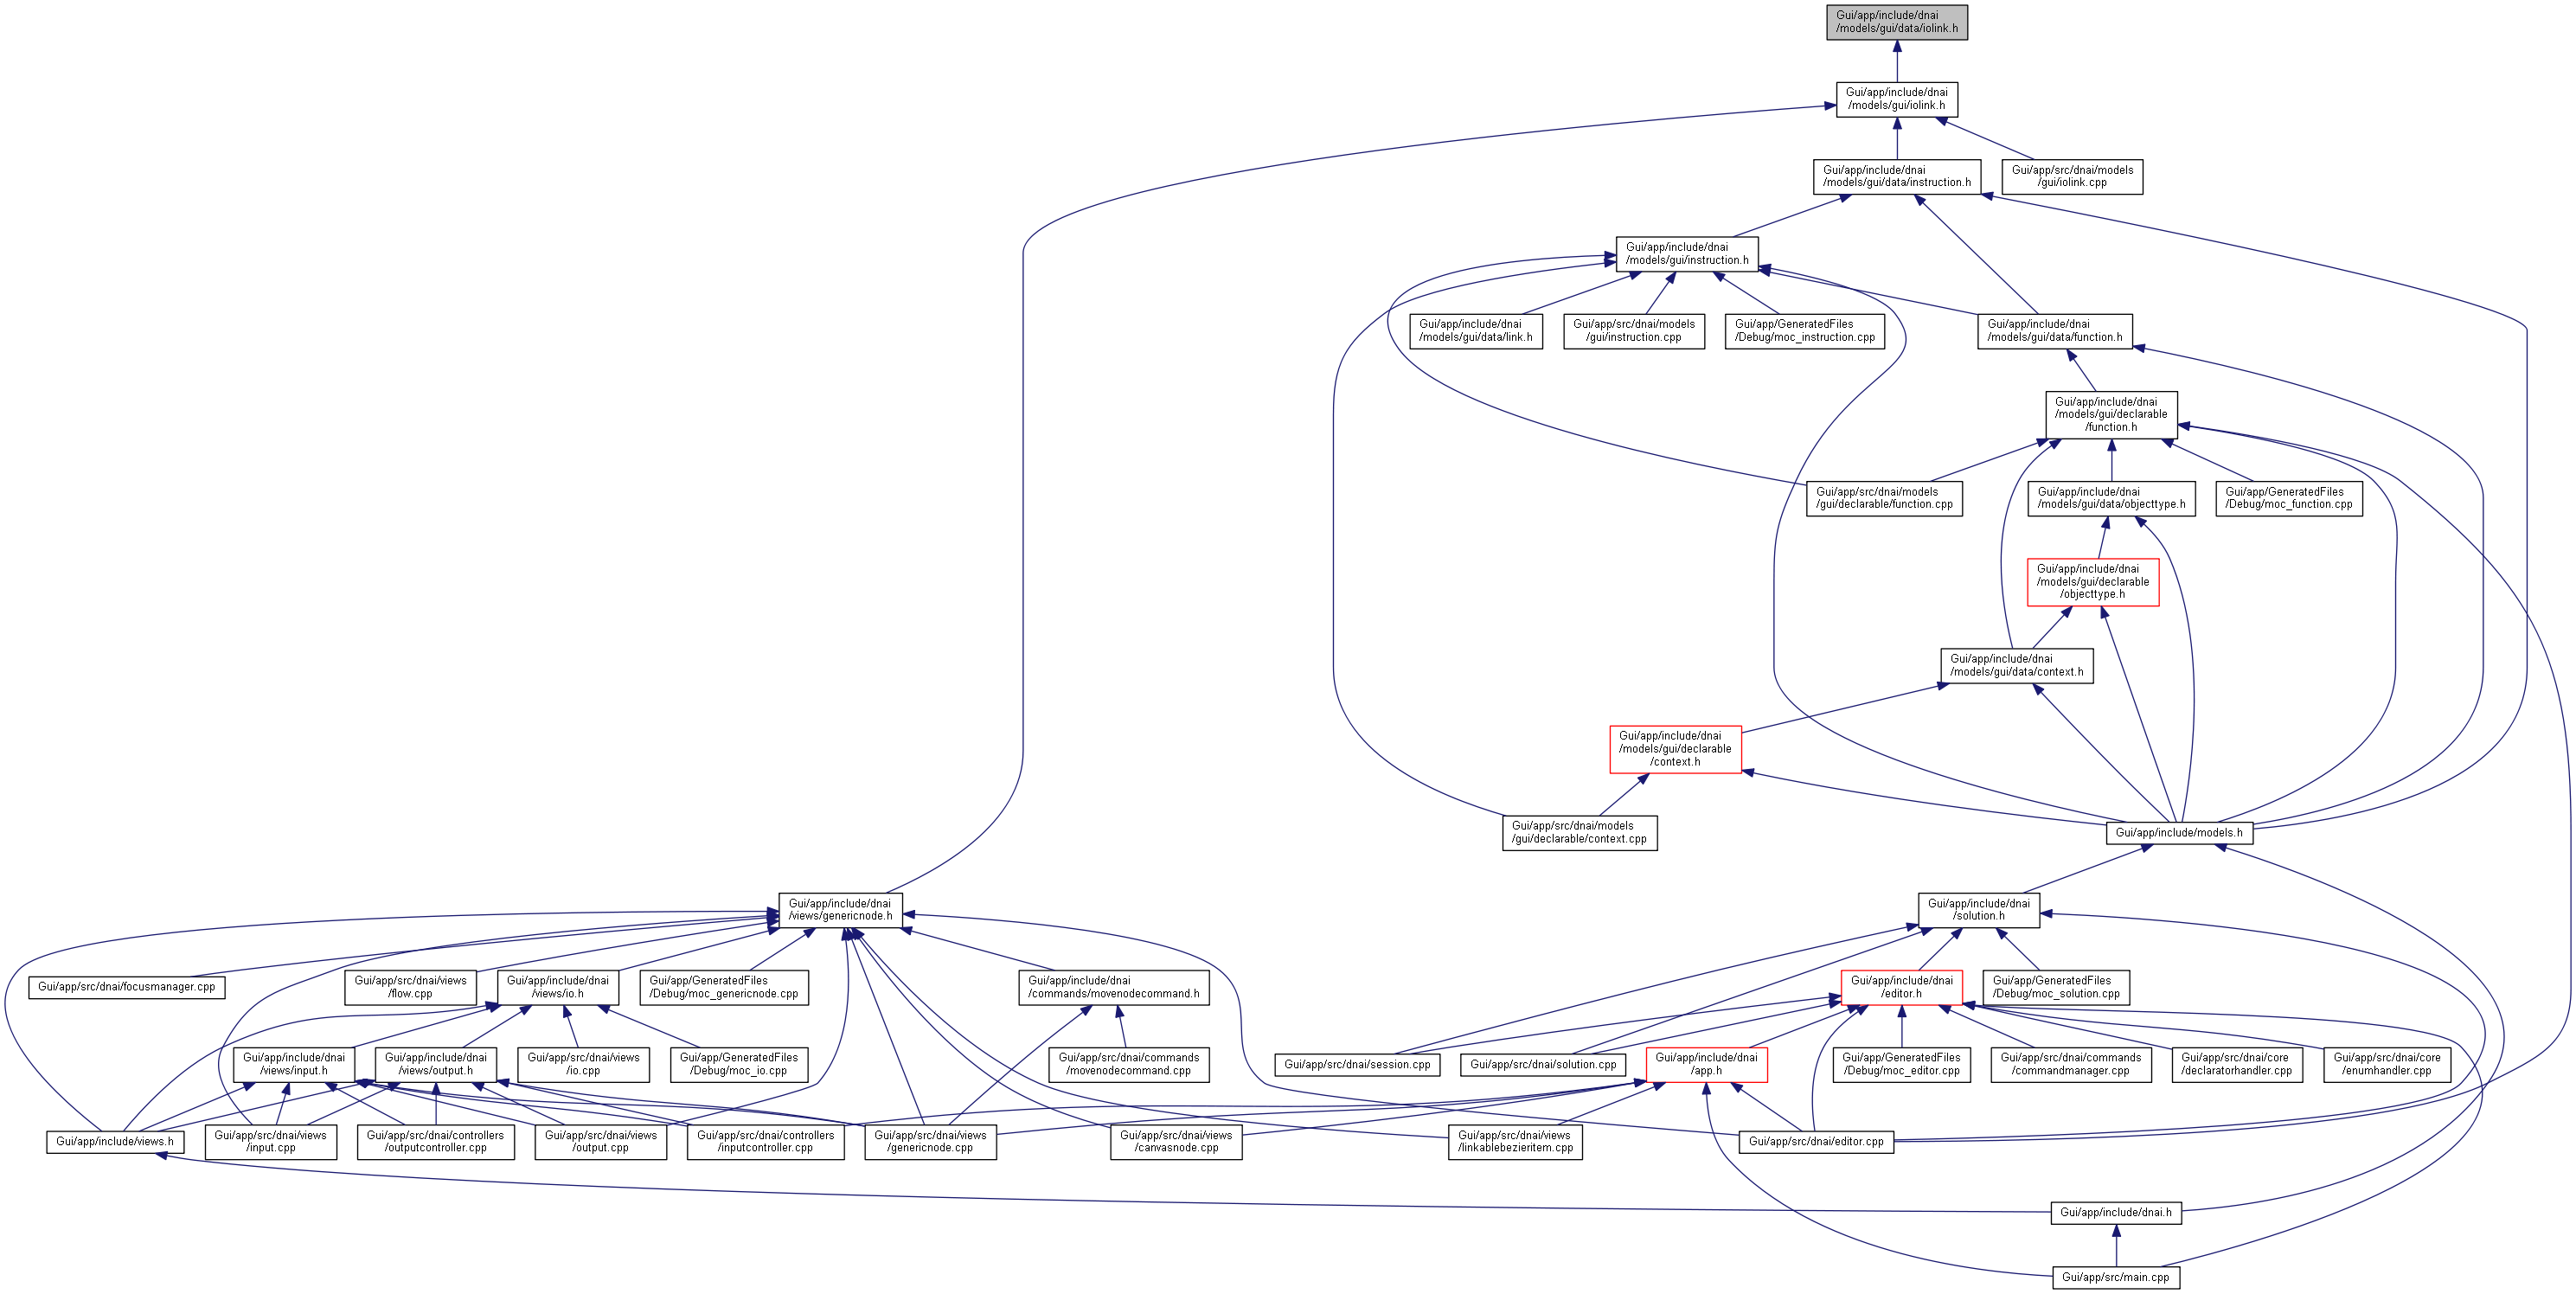 Gui/app/include/dnai
/models/gui/data/iolink.h
Gui/app/include/dnai
/models/gui/iolink.h
Gui/app/include/dnai
/models/gui/data/instruction.h
Gui/app/src/dnai/models
/gui/iolink.cpp
Gui/app/include/dnai
/models/gui/instruction.h
Gui/app/include/dnai
/models/gui/data/link.h
Gui/app/src/dnai/models
/gui/instruction.cpp
Gui/app/GeneratedFiles
/Debug/moc_instruction.cpp
Gui/app/include/dnai
/models/gui/data/function.h
Gui/app/include/dnai
/models/gui/declarable
/function.h
Gui/app/src/dnai/models
/gui/declarable/function.cpp
Gui/app/include/dnai
/models/gui/data/objecttype.h
Gui/app/GeneratedFiles
/Debug/moc_function.cpp
Gui/app/include/dnai
/models/gui/declarable
/objecttype.h
Gui/app/include/dnai
/models/gui/data/context.h
Gui/app/include/dnai
/models/gui/declarable
/context.h
Gui/app/src/dnai/models
/gui/declarable/context.cpp
Gui/app/include/models.h
Gui/app/include/dnai
/views/genericnode.h
Gui/app/include/dnai
/solution.h
Gui/app/src/dnai/focusmanager.cpp
Gui/app/src/dnai/views
/flow.cpp
Gui/app/include/dnai
/views/io.h
Gui/app/GeneratedFiles
/Debug/moc_genericnode.cpp
Gui/app/include/dnai
/commands/movenodecommand.h
Gui/app/include/dnai
/editor.h
Gui/app/GeneratedFiles
/Debug/moc_solution.cpp
Gui/app/include/dnai
/views/input.h
Gui/app/include/dnai
/views/output.h
Gui/app/src/dnai/views
/io.cpp
Gui/app/GeneratedFiles
/Debug/moc_io.cpp
Gui/app/src/dnai/commands
/movenodecommand.cpp
Gui/app/src/dnai/session.cpp
Gui/app/src/dnai/solution.cpp
Gui/app/include/dnai
/app.h
Gui/app/GeneratedFiles
/Debug/moc_editor.cpp
Gui/app/src/dnai/commands
/commandmanager.cpp
Gui/app/src/dnai/core
/declaratorhandler.cpp
Gui/app/src/dnai/core
/enumhandler.cpp
Gui/app/include/views.h
Gui/app/src/dnai/views
/input.cpp
Gui/app/src/dnai/controllers
/outputcontroller.cpp
Gui/app/src/dnai/views
/output.cpp
Gui/app/src/dnai/controllers
/inputcontroller.cpp
Gui/app/src/dnai/views
/genericnode.cpp
Gui/app/src/dnai/views
/canvasnode.cpp
Gui/app/src/dnai/views
/linkablebezieritem.cpp
Gui/app/src/dnai/editor.cpp
Gui/app/include/dnai.h
Gui/app/src/main.cpp